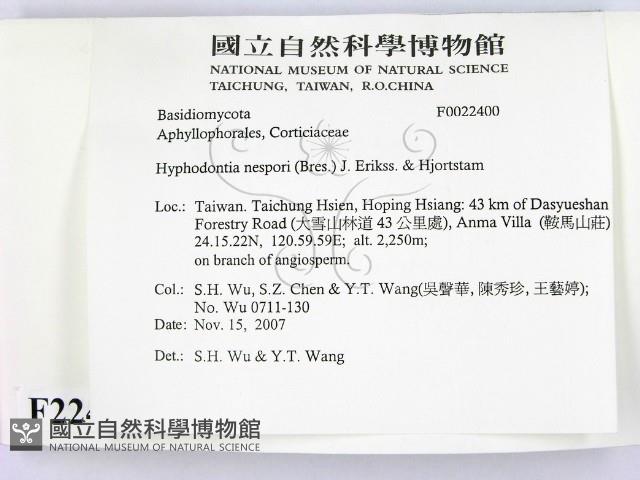 國立自然科學博物館
NATIONAL MUSEUM OF NATURAL SCIENCE
TAICHUNG, TAIWAN, R.O.CHINA
Basidiomycota F0022400
Aphyllophorales, Corticiaceae
Hyphodontia nespori (Bres.) J. Erikss. & Hjortstam
Loc.: Taiwan. Taichung Hsien, Hoping Hsiang: 43 km of Dasyueshan
Forestry Road (大雪山林道 43 公里處), Anma Villa (鞍馬山莊)
24.15.22N, 120.59.59E; alt. 2,250m;
on branch of angiosperm.
Col.: S.H. Wu, S.Z. Chen & Y.T. Wang(吳聲華, 陳秀珍, 王藝婷);
No. Wu 0711-130
Date: Nov. 15, 2007
Det.: S.H. Wu & Y.T. Wang
F224
國立自然科學博物館
NATIONAL MUSEUM OF NATURAL SCIENCE